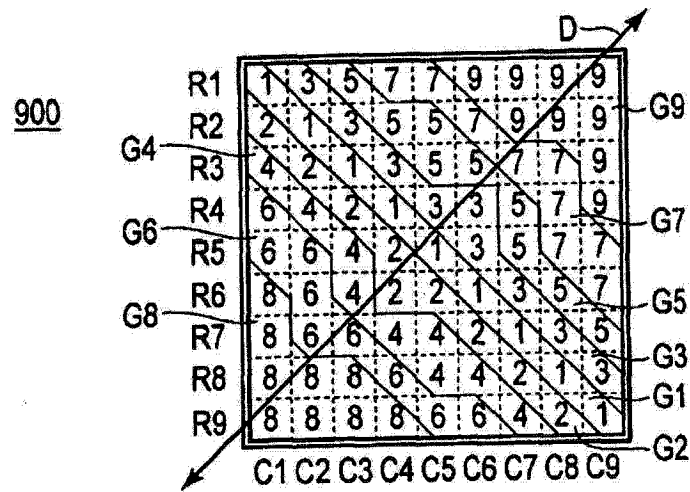 D
R1 1 3 5 7 7 9 9 9 9
900
G9
R2 2 1 3 5 5 7 9 9 9
G4
R3 4 2 1 3 5 5 7 7 9
R4 6 4 2 1 3 3 5 7 9
G6
G7
R5 6 6 4 2 1 3 5 7 7
R6 8 6 4 2 2 1 3 5 7
G8
G5
R7 8 6 6 4 4 2 1 3 5
G3
R8 8 8 8 6 4 4 2 1 3
G1
R9 8 8 8 8 6 6 4 2 1
G2
C1 C2 C3 C4 C5 C6 C7 C8 C9